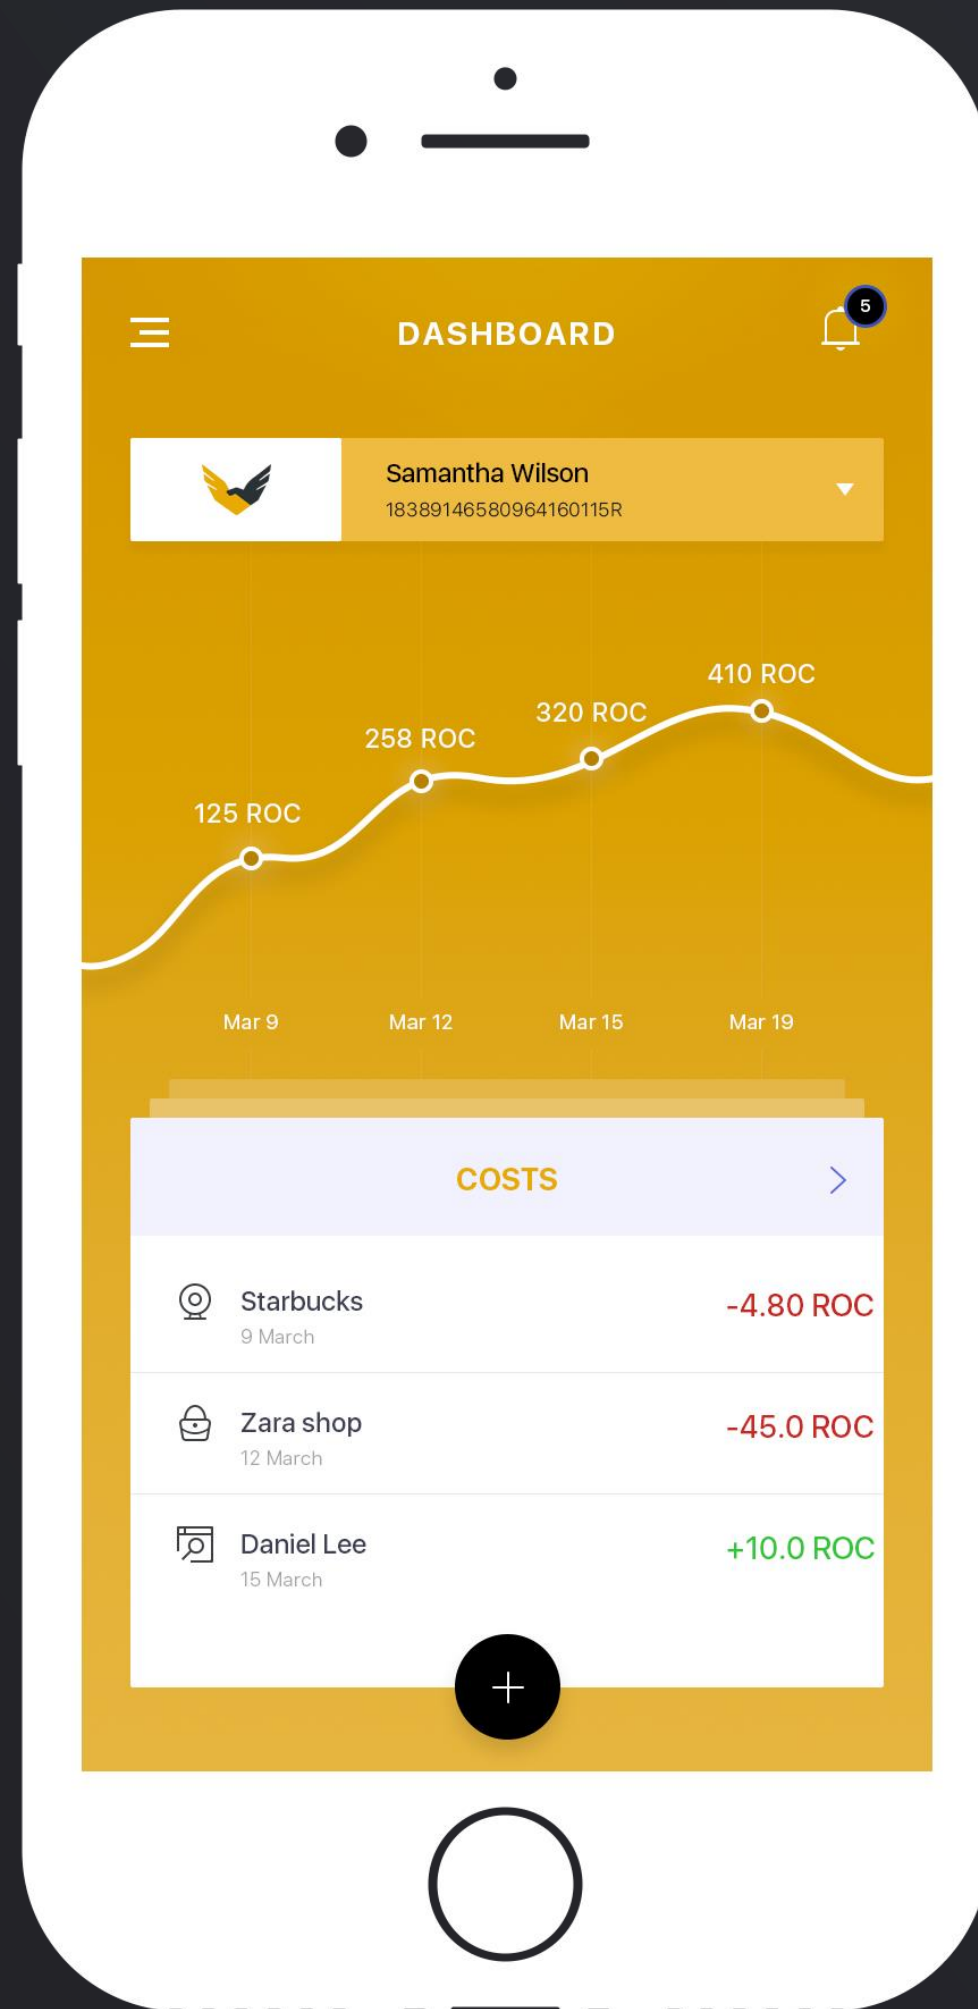 5
DASHBOARD
Samantha Wilson
18389146580964160115R
410 ROC
320 ROC
258 ROC
125 ROC
Mar 9 Mar 12 Mar 15 Mar 19
COSTS
Starbucks -4.80 ROC
9 March
Zara shop -45.0 ROC
12 March
Daniel Lee +10.0 ROC
15 March